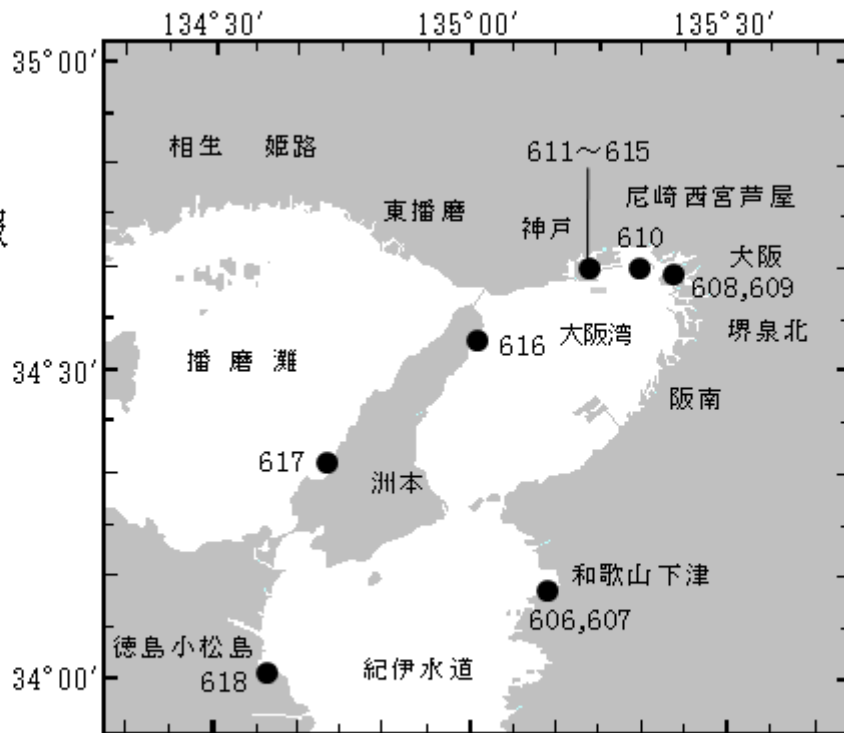 134°30′ 135°00′ 135°30′
35°00′
相生 姫路
611～615
東播磨
尼崎西宮芦屋
神戸
610
大阪
608,609
堺泉北
616
大阪湾
播磨灘
34°30′
阪南
617
洲本
和歌山下津
606,607
徳島小松島
紀伊水道
618
34°00′